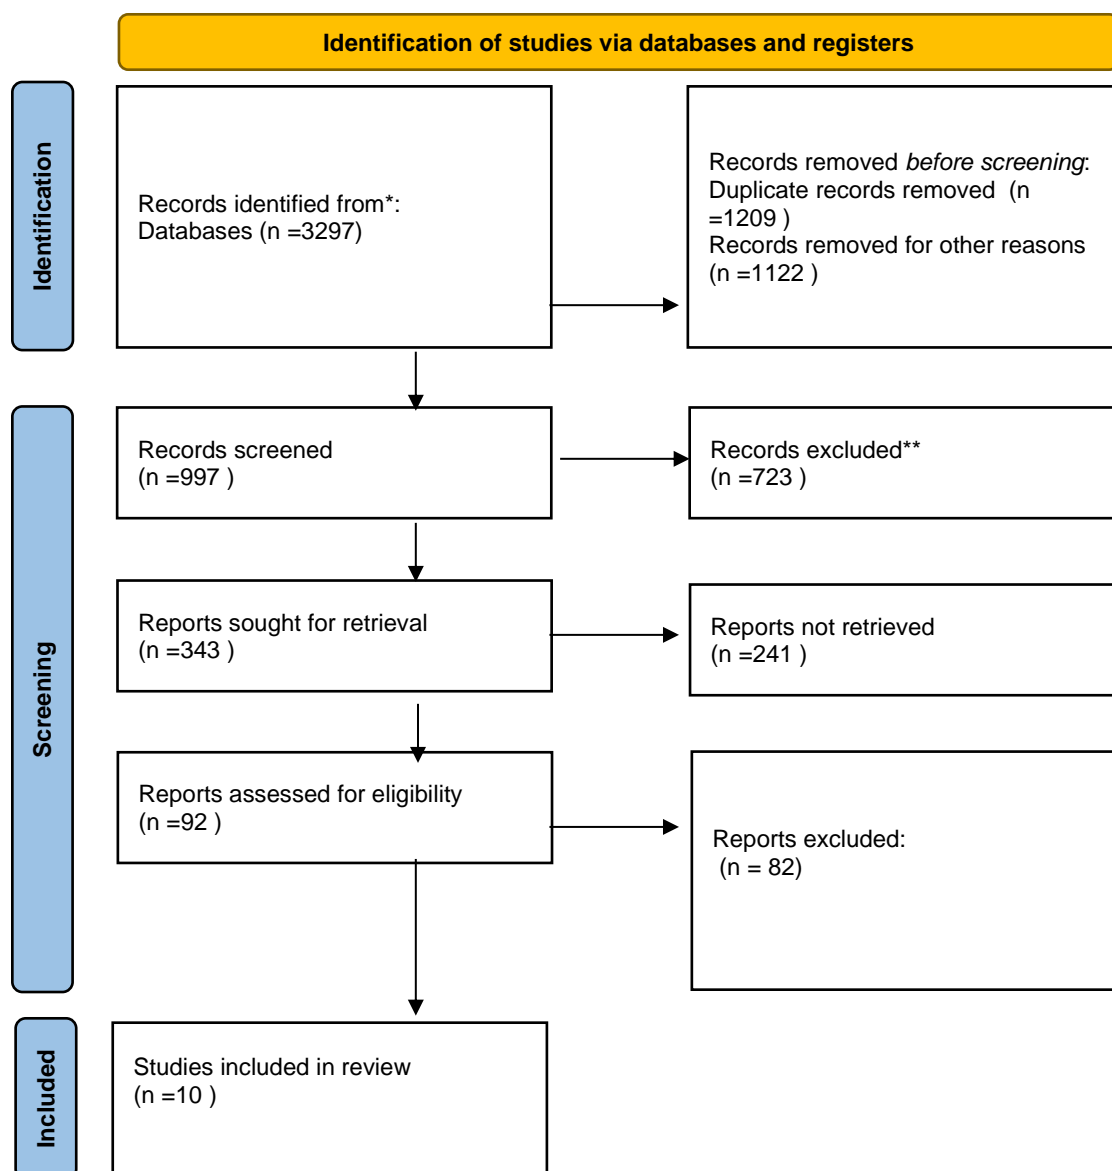 Identification of studies via databases and registers
Identification
Records identified from*:
Databases (n =3297)
Records removed before screening:
Duplicate records removed  (n
=1209 )
Records removed for other reasons
(n =1122 )
Screening
Records screened
(n =997 )
Records excluded**
(n =723 )
Reports sought for retrieval
(n =343 )
Reports not retrieved
(n =241 )
Reports assessed for eligibility
(n =92 )
Reports excluded:
(n = 82)
Included
Studies included in review
(n =10 )